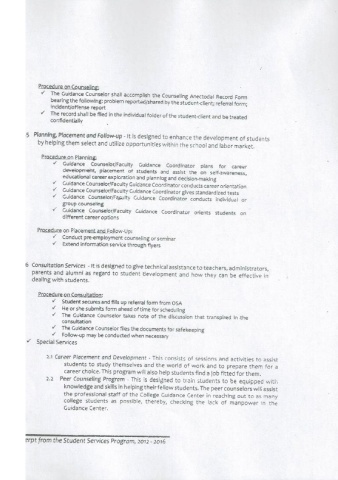 Procedure on Counseling:
✓ The Guidance Counselor shall accomplish the Counseling Anectodal Record Form
bearing the following: problem reported/shared by the student-client; referral form;
incident/offense report
✓ The record shall be filed in the individual folder of the student-client and be treated
confidentially
5 Planning, Placement and Follow-up - It is designed to enhance the development of students
by helping them select and utilize opportunities within the school and labor market.
Procedure on Planning:
✓ Guidance Counselor/Faculty Guidance Coordinator plans for career
development, placement of students and assist the on self-awareness,
educational career exploration and planning and decision-making
✓ Guidance Counselor/Faculty Guidance Coordinator conducts career orientation
✓ Guidance Counselor/Faculty Guidance Coordinator gives standardized tests
✓ Guidance Counselor/Faculty Guidance Coordinator conducts individual or
group counseling
✓ Guidance Counselor/Faculty Guidance Coordinator orients students on
different career options
Procedure on Placement and Follow-Up:
✓ Conduct pre-employment counseling or seminar
✓ Extend information service through flyers
6 Consultation Services - It is designed to give technical assistance to teachers, administrators,
parents and alumni as regard to student development and how they can be effective in
dealing with students.
Procedure on Consultation:
✓ Student secures and fills up referral form from OSA
✓ He or she submits form ahead of time for scheduling
✓ The Guidance Counselor takes note of the discussion that transpired in the
consultation
✓ The Guidance Counselor files the documents for safekeeping
✓ Follow-up may be conducted when necessary
✓ Special Services
2.1 Career Placement and Development - This consists of sessions and activities to assist
students to study themselves and the world of work and to prepare them for a
career choice. This program will also help students find a job fitted for them.
2.2 Peer Counseling Program - This is designed to train students to be equipped with
knowledge and skills in helping their fellow students. The peer counselors will assist
the professional staff of the College Guidance Center in reaching out to as many
college students as possible, thereby, checking the lack of manpower in the
Guidance Center.
erpt from the Student Services Program, 2012 - 2016